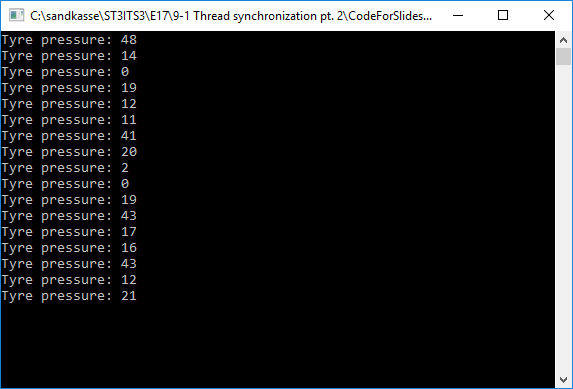 C:\sandkasse\ST3ITS3\E17\9-1 Thread synchronization pt. 2\CodeForSlides...
Tyre pressure: 48
Tyre pressure: 14
Tyre pressure: 0
Tyre pressure: 19
Tyre pressure: 12
Tyre pressure: 11
Tyre pressure: 41
Tyre pressure: 20
Tyre pressure: 2
Tyre pressure: 0
Tyre pressure: 19
Tyre pressure: 43
Tyre pressure: 17
Tyre pressure: 16
Tyre pressure: 43
Tyre pressure: 12
Tyre pressure: 21